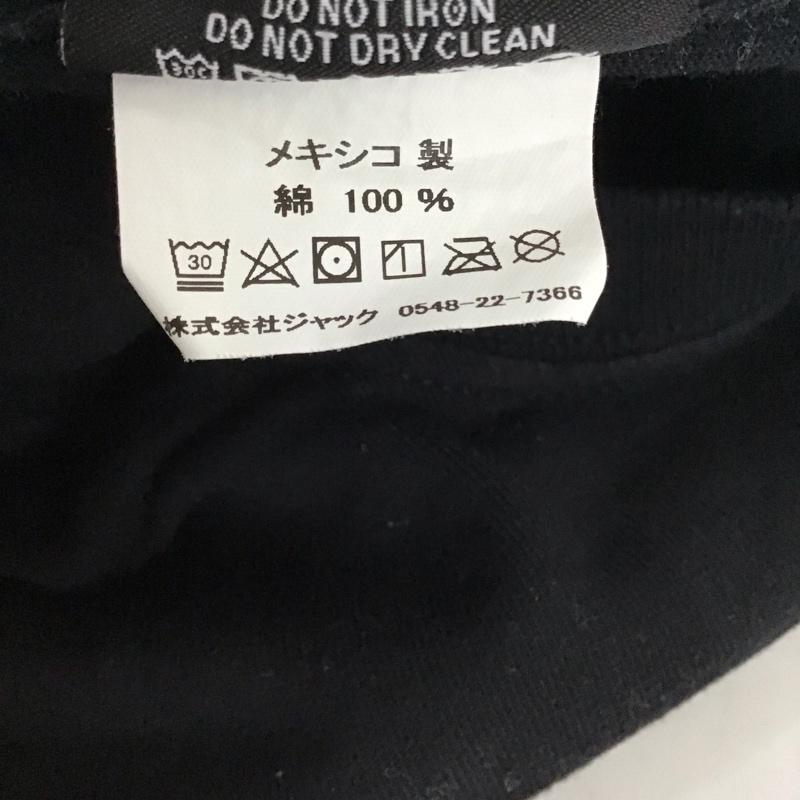 DO NOT IRON
DO NOT DRY CLEAN
30C
メキシコ 製
綿 100 %
30
株式会社ジャック 0548-22-7366